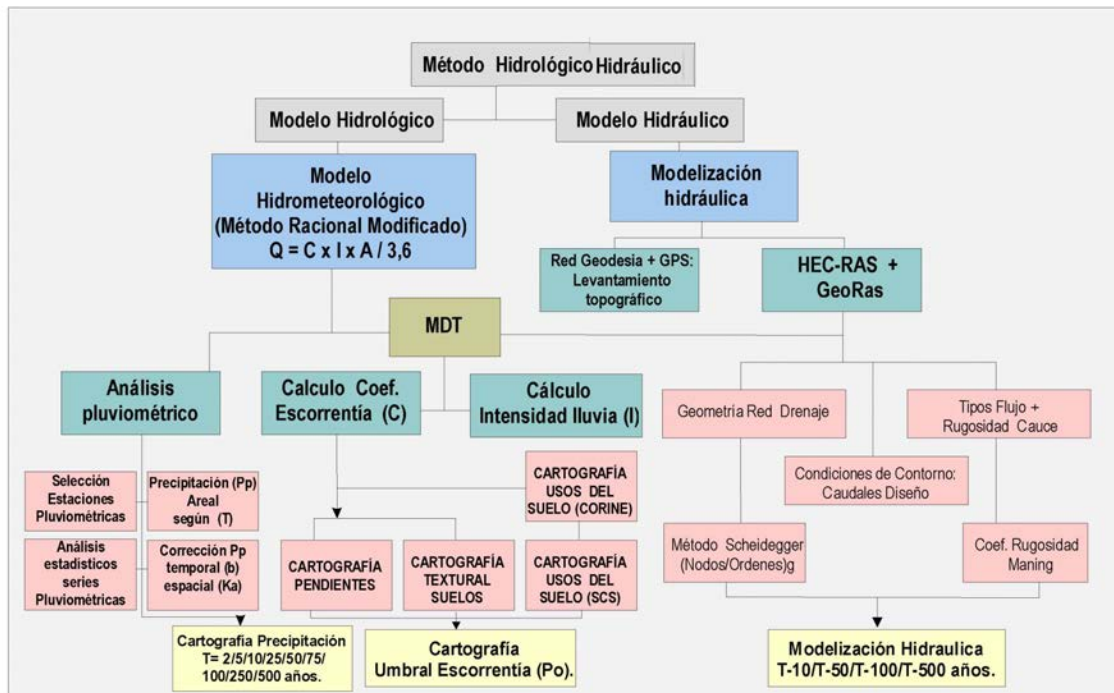 Método Hidrológico Hidráulico
Modelo Hidrológico
Modelo Hidráulico
Modelo
Hidrometeorológico
(Método Racional Modificado)
Q = C x I x A / 3,6
Modelización
hidráulica
Red Geodesia + GPS:
Levantamiento
topográfico
HEC-RAS +
GeoRas
MDT
Análisis
pluviométrico
Calculo Coef.
Escorrentía (C)
Cálculo
Intensidad lluvia (I)
Geometría Red Drenaje
Tipos Flujo +
Rugosidad Cauce
Condiciones de Contorno:
Caudales Diseño
Selección
Estaciones
Pluviométricas
Precipitación (Pp)
Areal
según (T)
CARTOGRAFÍA
USOS DEL
SUELO (CORINE)
Análisis
estadísticos
series
Pluviométricas
Corrección Pp
temporal (b)
espacial (Ka)
CARTOGRAFÍA
PENDIENTES
CARTOGRAFÍA
TEXTURAL
SUELOS
CARTOGRAFÍA
USOS DEL
SUELO (SCS)
Método Scheidegger
(Nodos/Ordenes)g
Coef. Rugosidad
Maning
Cartografía Precipitación
T= 2/5/10/25/50/75/
100/250/500 años.
Cartografía
Umbral Escorrentía (Po).
Modelización Hidraulica
T-10/T-50/T-100/T-500 años.